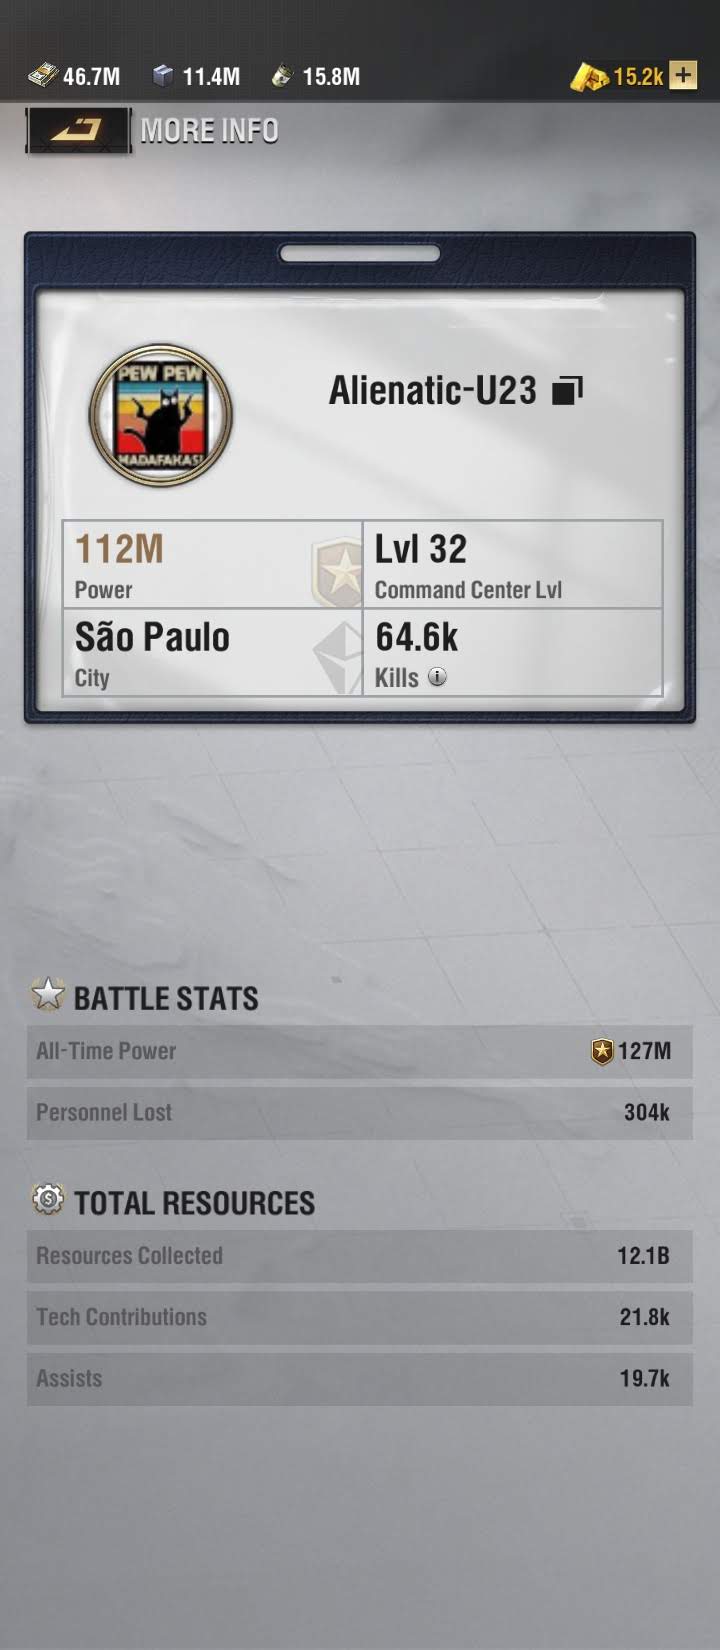 46.7M 11.4M 15.8M 15.2k +
MORE INFO
PEW PEW
MADAFAKAS!
Alienatic-U23
112M
Power
Lvl 32
Command Center Lvl
São Paulo
City
64.6k
Kills i
BATTLE STATS
All-Time Power 127M
Personnel Lost 304k
$ TOTAL RESOURCES
Resources Collected 12.1B
Tech Contributions 21.8k
Assists 19.7k